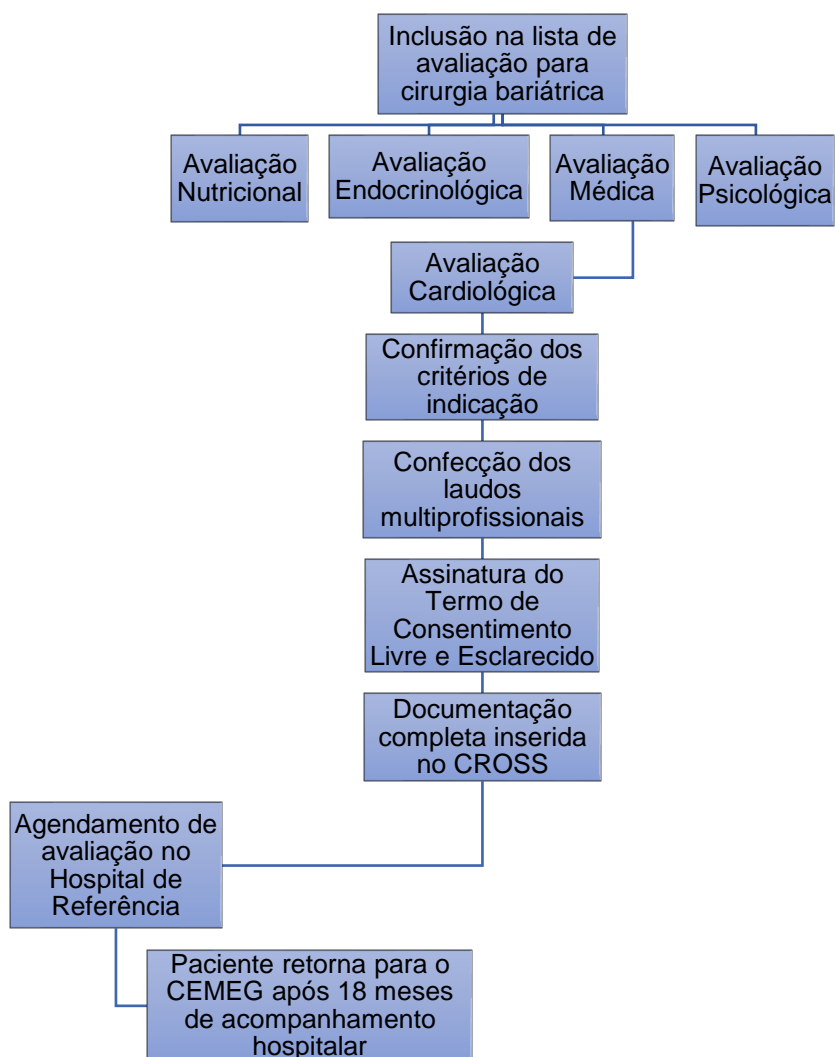 Inclusão na lista de
avaliação para
cirurgia bariátrica
Avaliação
Nutricional
Avaliação
Endocrinológica
Avaliação
Médica
Avaliação
Psicológica
Avaliação
Cardiológica
Confirmação dos
critérios de
indicação
Confecção dos
laudos
multiprofissionais
Assinatura do
Termo de
Consentimento
Livre e Esclarecido
Documentação
completa inserida
no CROSS
Agendamento de
avaliação no
Hospital de
Referência
Paciente retorna para o
CEMEG após 18 meses
de acompanhamento
hospitalar